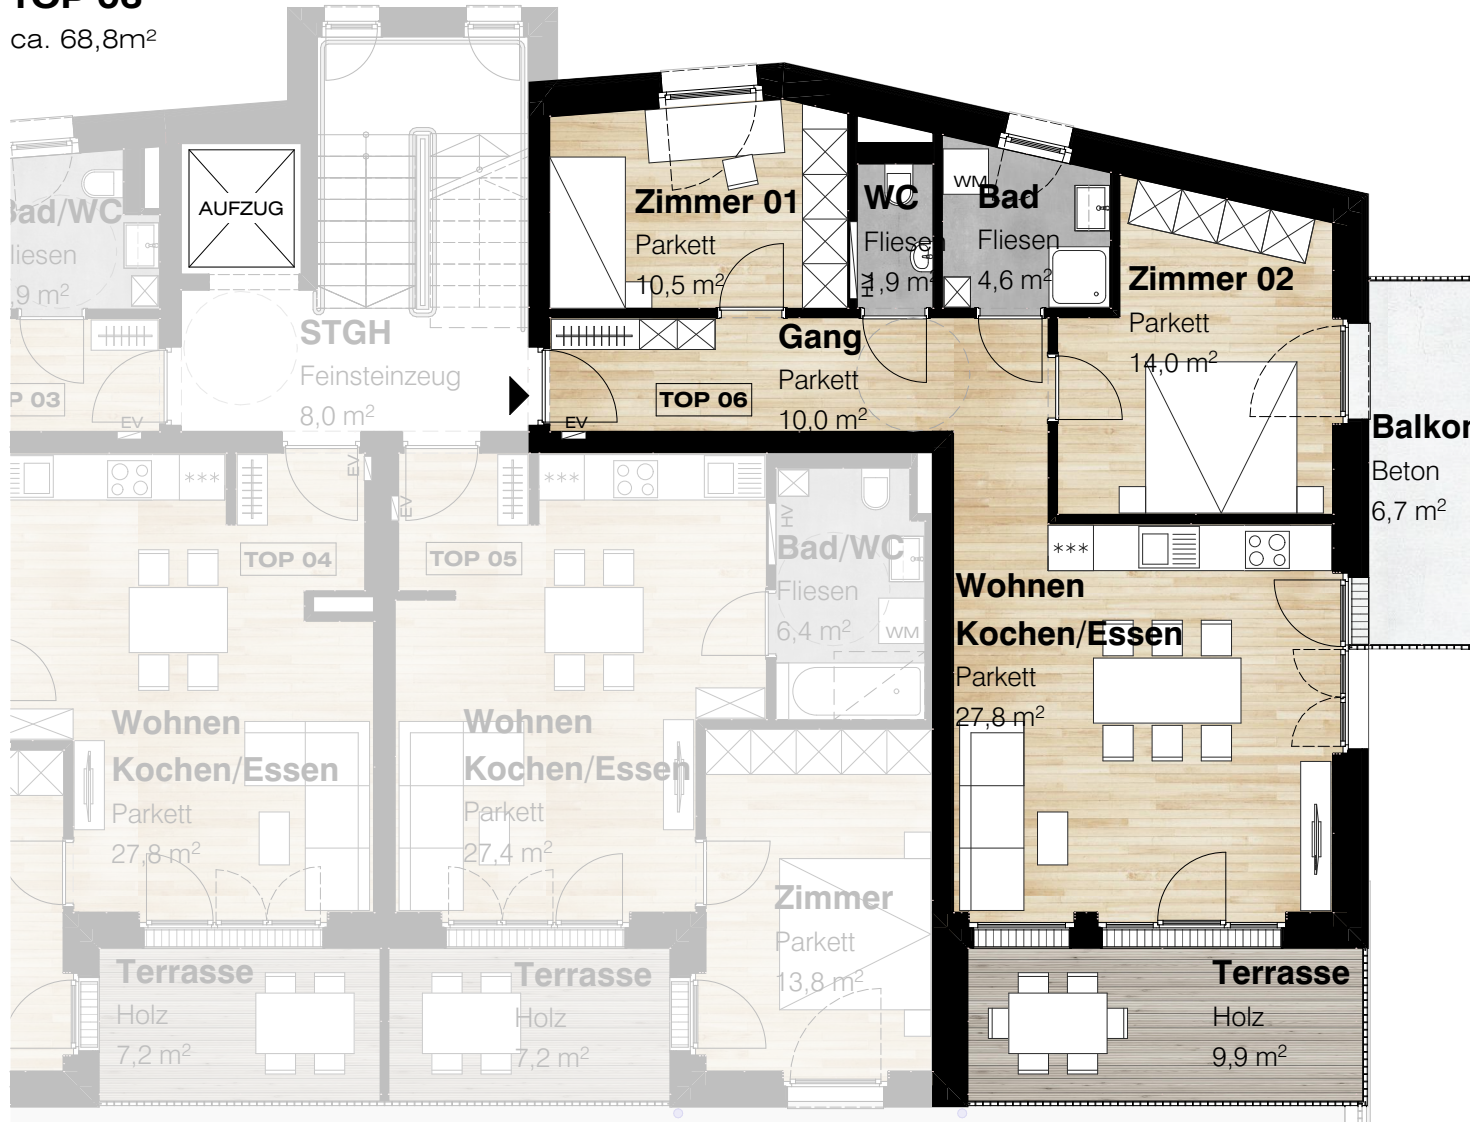 TOP 06
ca. 68,8m²
Bad/WC
Fliesen
,9 m²
AUFZUG
STGH
Feinsteinzeug
8,0 m²
P 03
EV
Zimmer 01
Parkett
10,5 m²
WC
Fliesen
1,9 m²
HV
WM
Bad
Fliesen
4,6 m²
Zimmer 02
Parkett
14,0 m²
Gang
Parkett
10,0 m²
TOP 06
EV
Balkon
Beton
6,7 m²
***
EV
TOP 04
EV
***
TOP 05
HV
Bad/WC
Fliesen
6,4 m²
WM
***
Wohnen
Kochen/Essen
Parkett
27,8 m²
Wohnen
Kochen/Essen
Parkett
27,8 m²
Wohnen
Kochen/Essen
Parkett
27,4 m²
Zimmer
Parkett
13,8 m²
Terrasse
Holz
7,2 m²
Terrasse
Holz
7,2 m²
Terrasse
Holz
9,9 m²